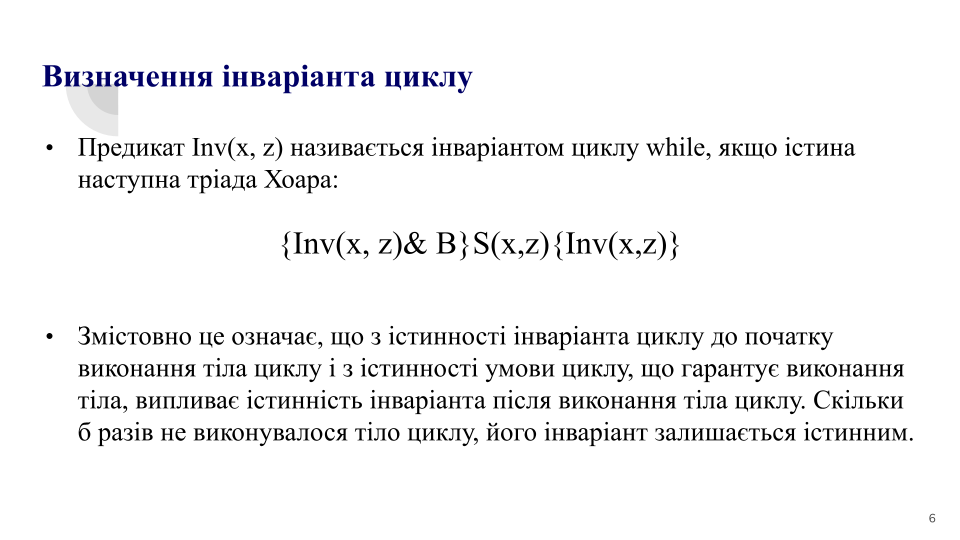 Визначення інваріанта циклу
• Предикат Inv(x, z) називається інваріантом циклу while, якщо істина
наступна тріада Хоара:
{Inv(x, z)& B}S(x,z){Inv(x,z)}
• Змістовно це означає, що з істинності інваріанта циклу до початку
виконання тіла циклу і з істинності умови циклу, що гарантує виконання
тіла, випливає істинність інваріанта після виконання тіла циклу. Скільки
б разів не виконувалося тіло циклу, його інваріант залишається істинним.
6